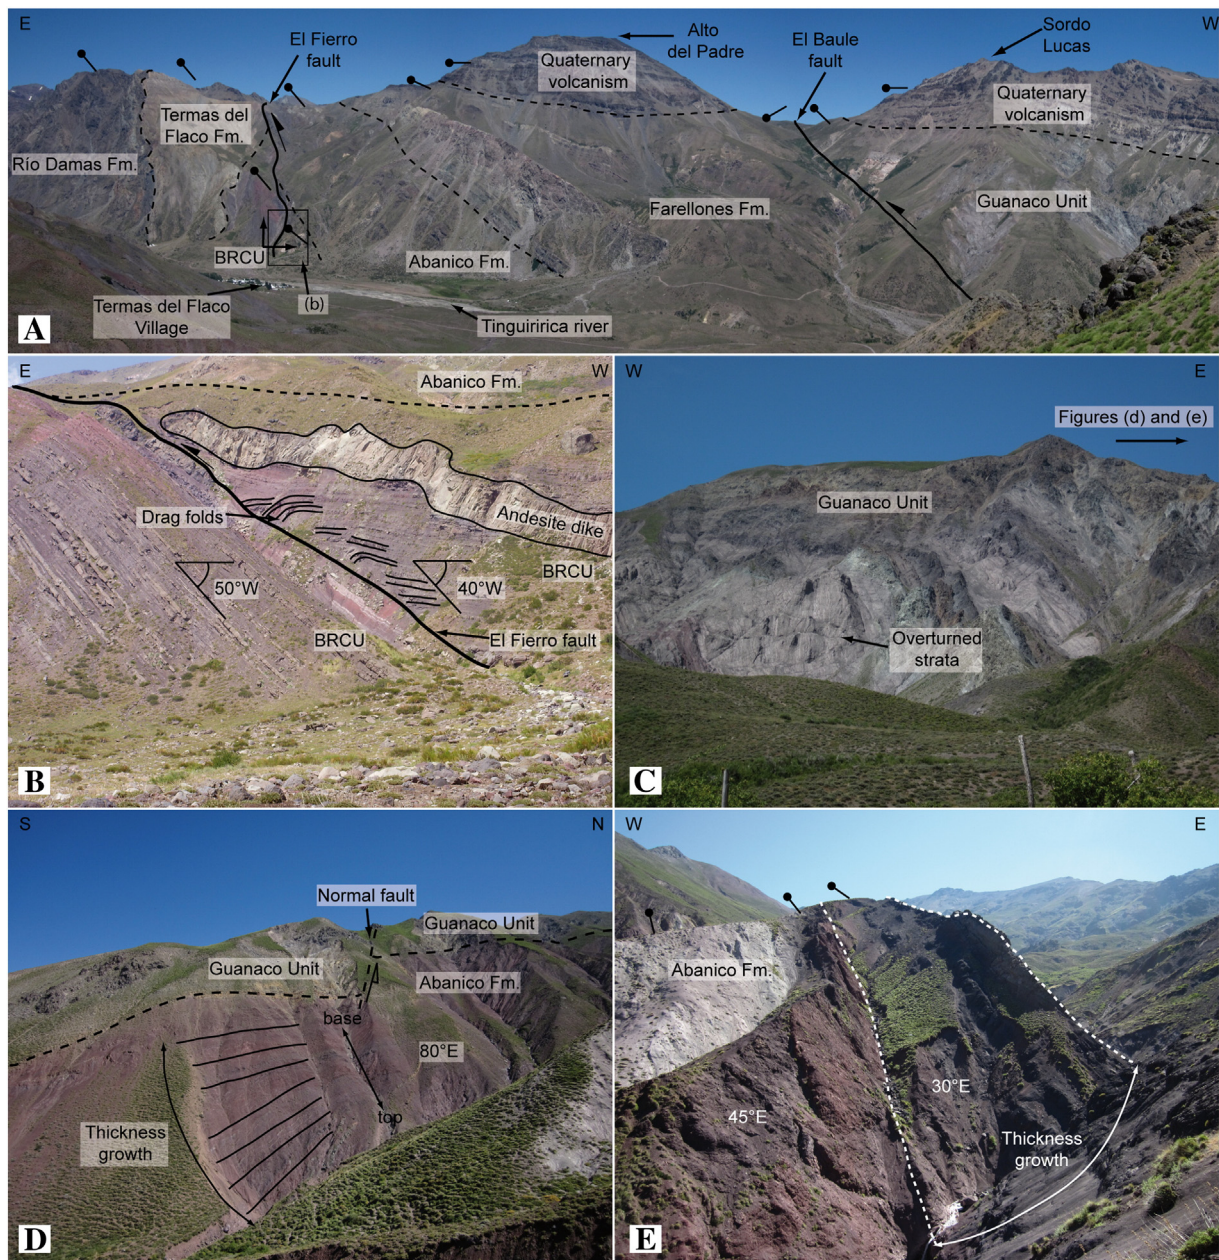 E
W
El Fierro
fault
Alto
del Padre
El Baule
fault
Sordo
Lucas
Quaternary
volcanism
Quaternary
volcanism
Termas del
Flaco Fm.
Río Damas Fm.
Farellones Fm.
Guanaco Unit
BRCU
Abanico Fm.
(b)
Termas del Flaco
Village
Tinguiririca river
A
E
W
Abanico Fm.
Drag folds
Andesite dike
50°W
40°W
BRCU
BRCU
El Fierro fault
B
W
E
Figures (d) and (e)
Guanaco Unit
Overturned
strata
C
S
N
Normal fault
Guanaco Unit
Guanaco Unit
Abanico Fm.
base
80°E
top
Thickness
growth
D
W
E
Abanico Fm.
45°E
30°E
Thickness
growth
E